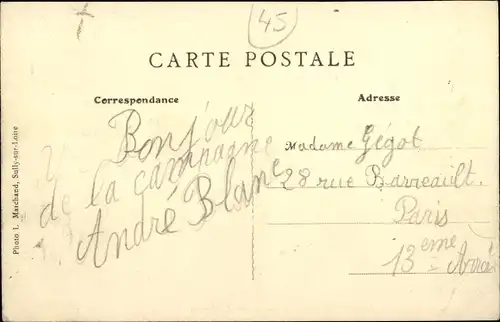 45
CARTE POSTALE
Correspondance
Adresse
Bonjour
de la campagne
André Blanc
Madame Gégot
28 rue Barreault.
Paris
13eme Arr
Photo L. Marchand, Sully-sur-Loire